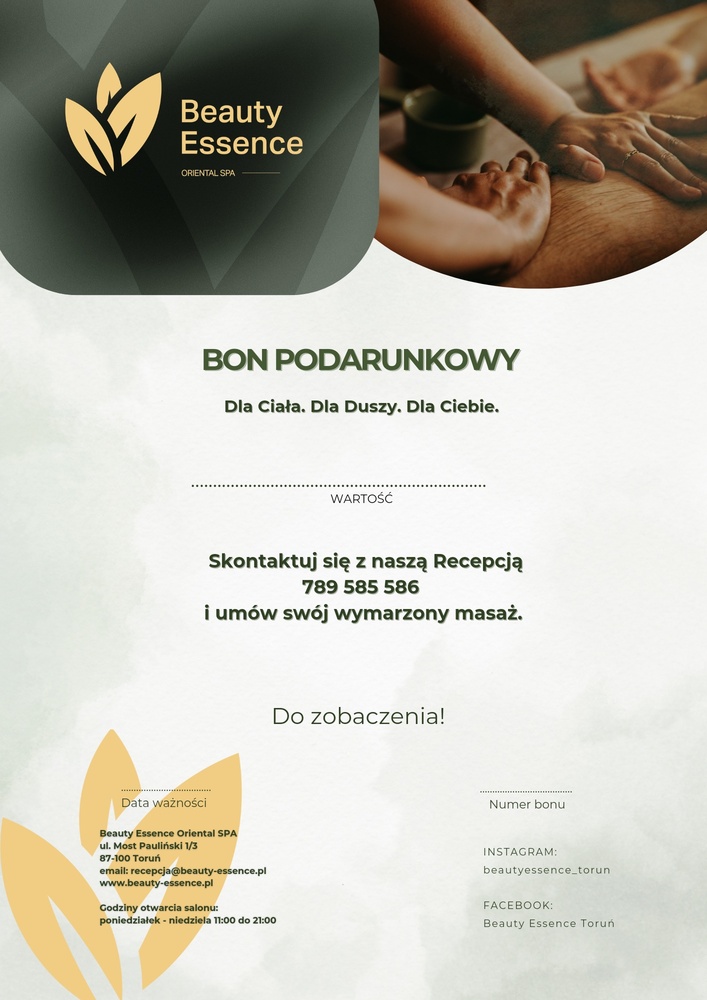 Beauty
Essence
ORIENTAL SPA
BON PODARUNKOWY
Dla Ciała. Dla Duszy. Dla Ciebie.
WARTOŚĆ
Skontaktuj się z naszą Recepcją
789 585 586
i umów swój wymarzony masaż.
Do zobaczenia!
Data ważności
Numer bonu
Beauty Essence Oriental SPA
ul. Most Pauliński 1/3
87-100 Toruń
email: recepcja@beauty-essence.pl
www.beauty-essence.pl
Godziny otwarcia salonu:
poniedziałek - niedziela 11:00 do 21:00
INSTAGRAM:
beautyessence_torun
FACEBOOK:
Beauty Essence Toruń